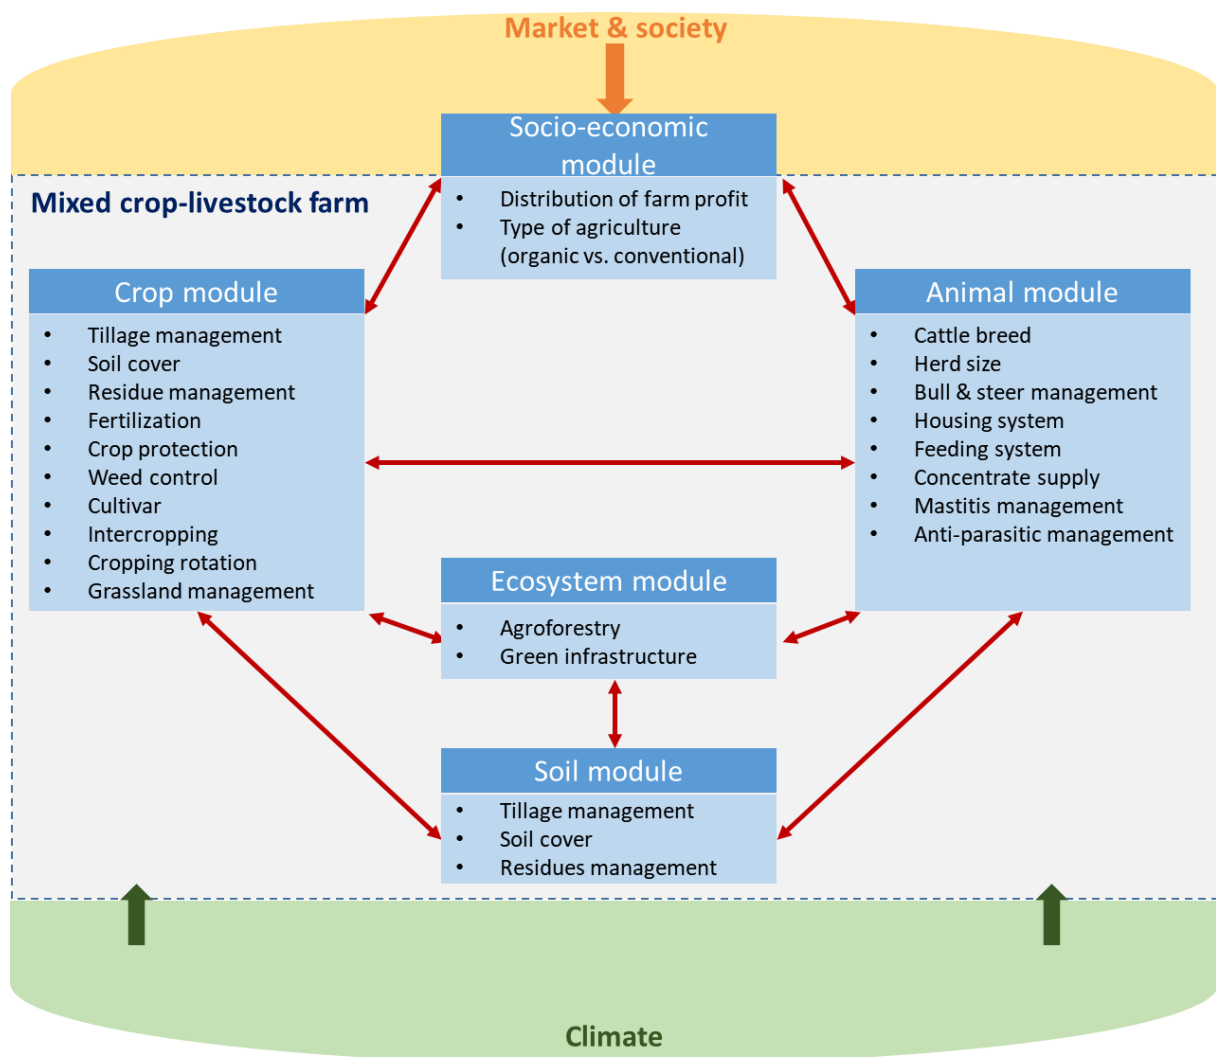 Market & society
Socio-economic
module
• Distribution of farm profit
• Type of agriculture
(organic vs. conventional)
Mixed crop-livestock farm
Crop module
• Tillage management
• Soil cover
• Residue management
• Fertilization
• Crop protection
• Weed control
• Cultivar
• Intercropping
• Cropping rotation
• Grassland management
Animal module
• Cattle breed
• Herd size
• Bull & steer management
• Housing system
• Feeding system
• Concentrate supply
• Mastitis management
• Anti-parasitic management
Ecosystem module
• Agroforestry
• Green infrastructure
Soil module
• Tillage management
• Soil cover
• Residues management
Climate